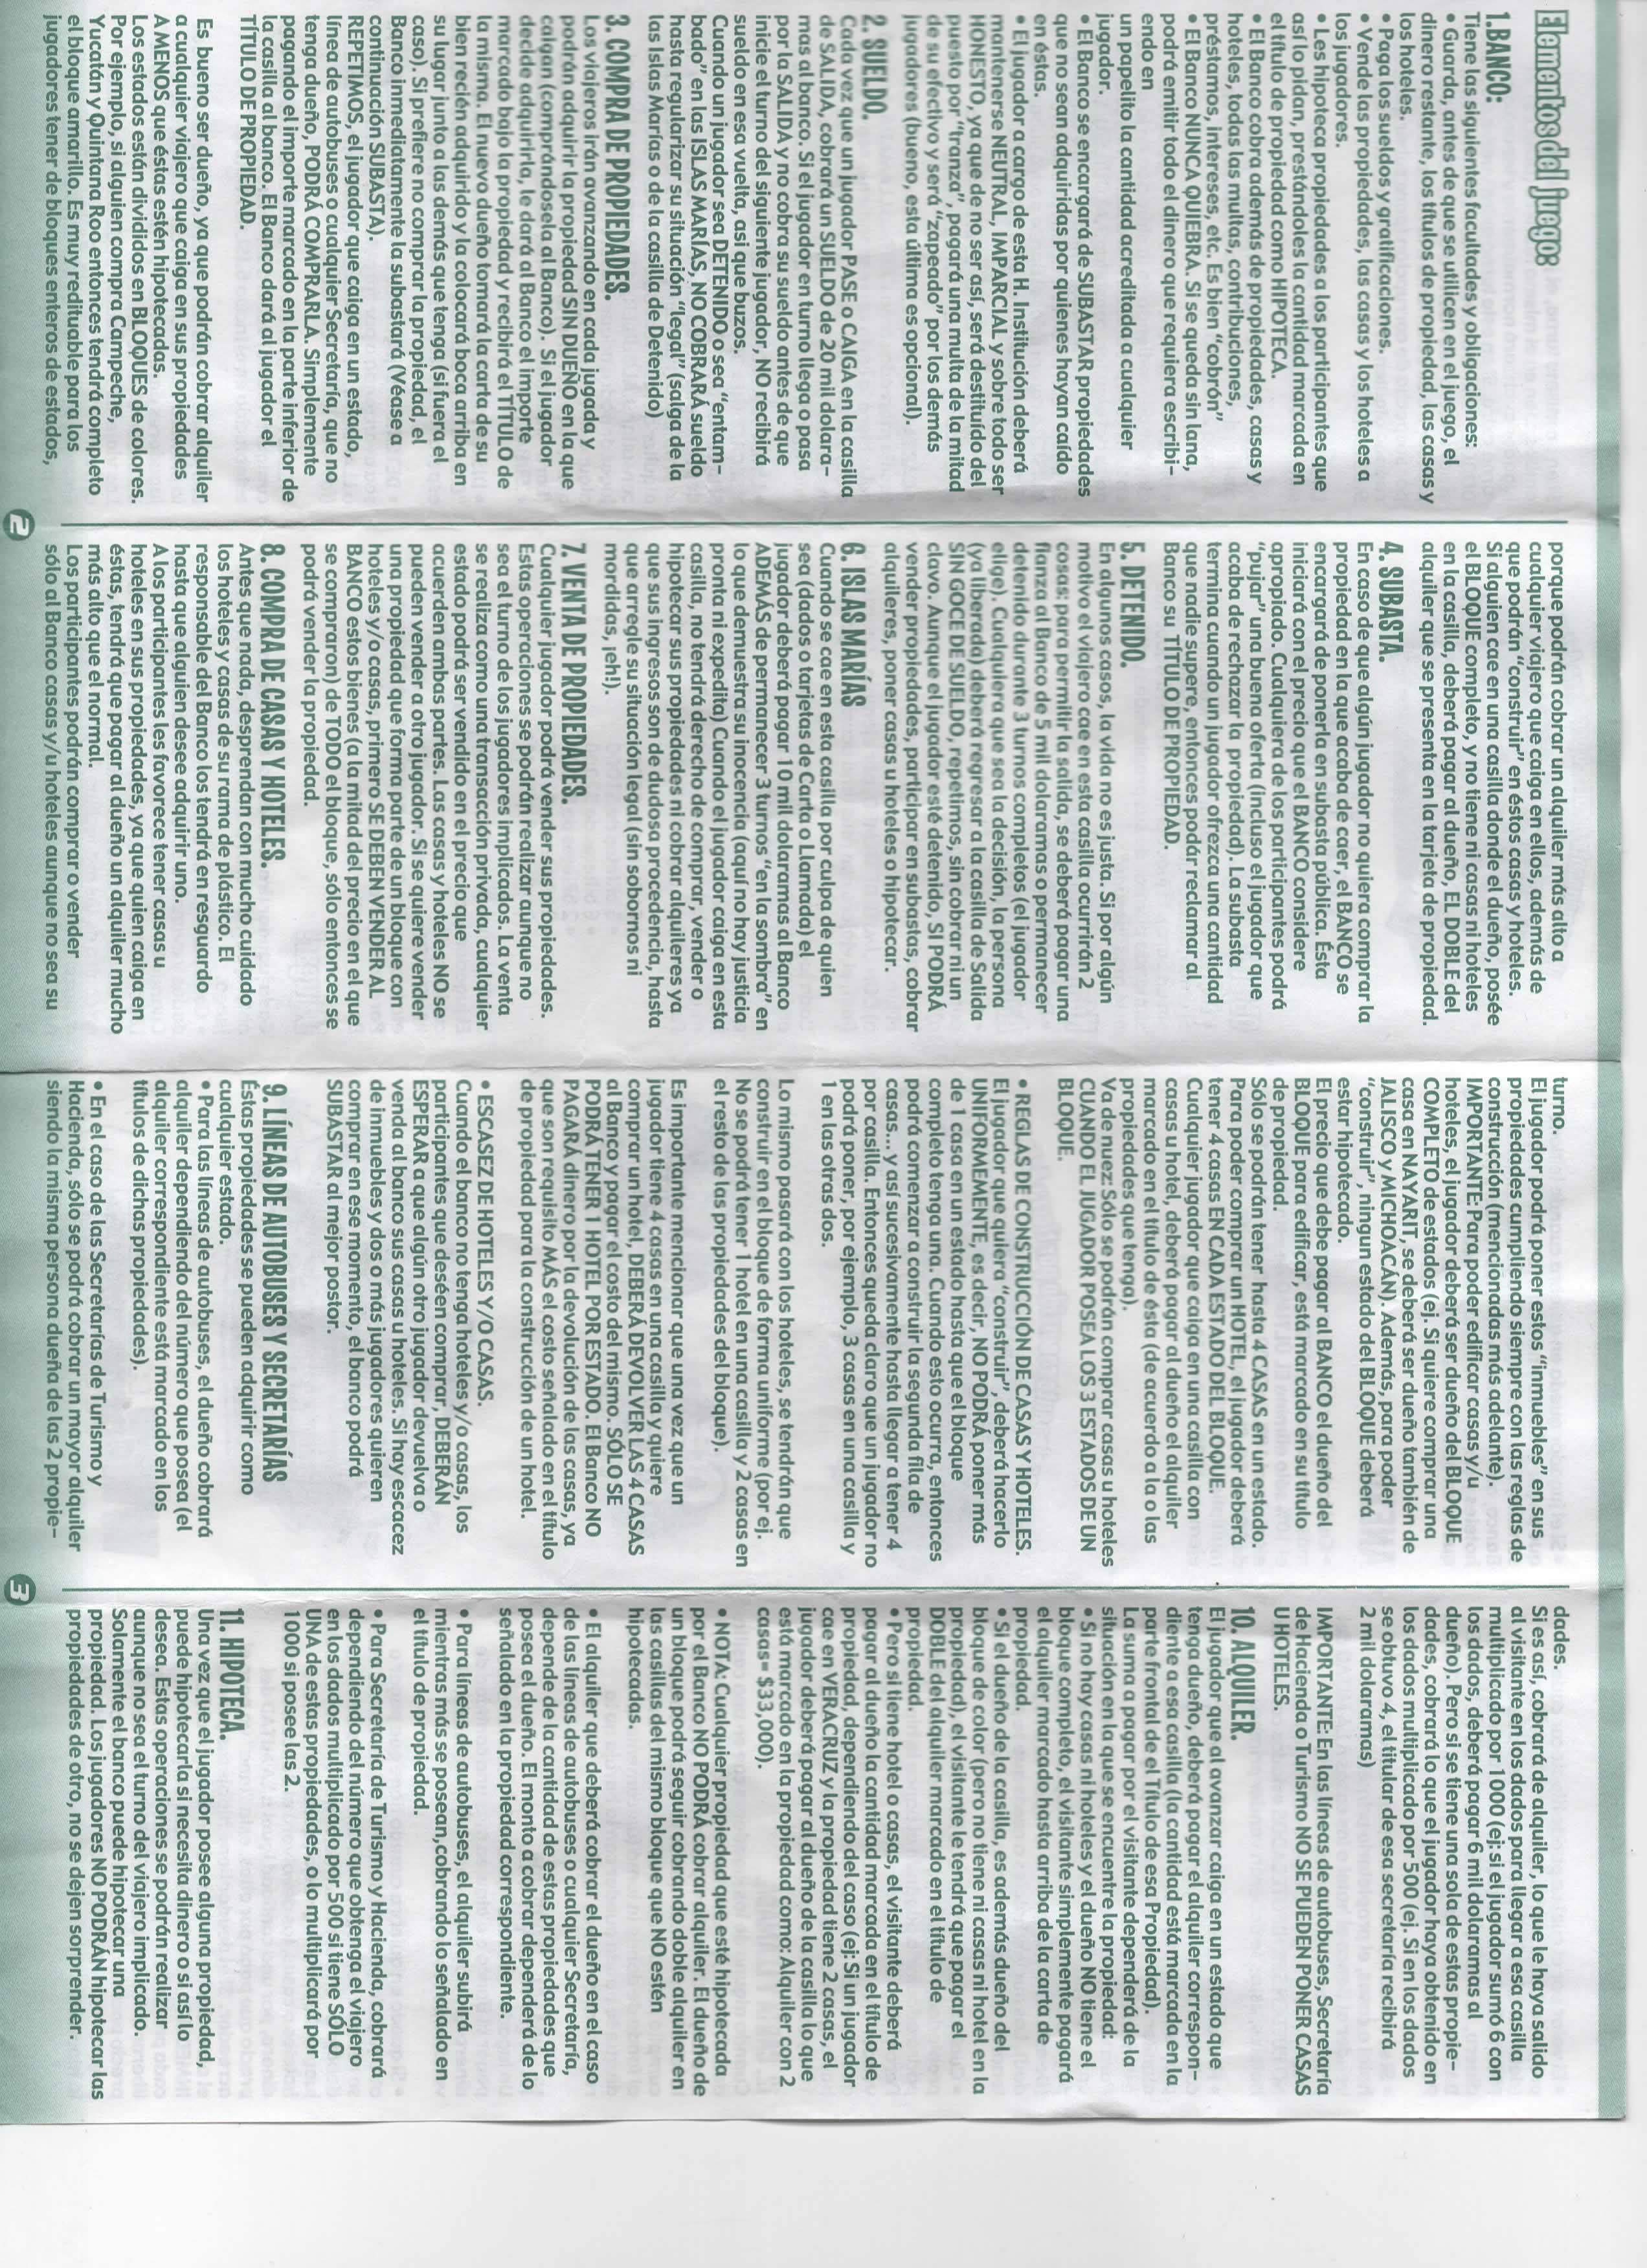 Elementos del juego:
1.BANCO:
Tiene las siguientes facultades y obligaciones:
• Guarda, antes de que se utilicen en el juego, el
dinero restante, los títulos de propiedad, las casas y
los hoteles.
• Paga los sueldos y gratificaciones.
• Vende las propiedades, las casas y los hoteles a
los jugadores.
• Les hipoteca propiedades a los participantes que
así lo pidan, prestándoles la cantidad marcada en
el título de propiedad como HIPOTECA.
• El Banco cobra además de propiedades, casas y
hoteles, todas las multas, contribuciones,
préstamos, intereses, etc. Es bien "cobrón"
• El Banco NUNCA QUIEBRA. Si se queda sin lana,
podrá emitir todo el dinero que requiera escribi-
endo en
un papelito la cantidad acreditada a cualquier
jugador.
• El Banco se encargará de SUBASTAR propiedades
que no sean adquiridas por quienes hayan caído
en éstas.
• El jugador a cargo de esta H. Institución deberá
mantenerse NEUTRAL, IMPARCIAL y sobre todo ser
HONESTO, ya que de no ser así, será destituído del
puesto por "tranza", pagará una multa de la mitad
de su efectivo y será "zapeado" por los demás
jugadores (bueno, esta última es opcional).
2. SUELDO.
Cada vez que un jugador PASE o CAIGA en la casilla
de SALIDA, cobrará un SUELDO de 20 mil dolara-
mas al banco. Si el jugador en turno llega o pasa
por la SALIDA y no cobra su sueldo antes de que
inicie el turno del siguiente jugador, NO recibirá
sueldo en esa vuelta, asi que buzos.
Cuando un jugador sea DETENIDO o sea "entam-
bado" en las ISLAS MARÍAS, NO COBRARÁ sueldo
hasta regularizar su situación "legal" (salga de la
las Islas Marías o de la casilla de Detenido)
3. COMPRA DE PROPIEDADES.
Los viajeros irán avanzando en cada jugada y
podrán adquirir la propiedad SIN DUEÑO en la que
caigan (comprándosela al Banco). Si el jugador
decide adquirirla, le dará al Banco el importe
marcado bajo la propiedad y recibirá el TÍTULO de
la misma. El nuevo dueño tomará la carta de su
bien recién adquirido y la colocará boca arriba en
su lugar junto a las demás que tenga (si fuera el
caso). Si prefiere no comprar la propiedad, el
Banco inmediatamente la subastará (Véase a
continuación SUBASTA).
REPETIMOS, el jugador que caiga en un estado,
línea de autobuses o cualquier Secretaría, que no
tenga dueño, PODRÁ COMPRARLA. Simplemente
pagando el importe marcado en la parte inferior de
la casilla al banco. El Banco dará al jugador el
TÍTULO DE PROPIEDAD.
Es bueno ser dueño, ya que podrán cobrar alquiler
a cualquier viajero que caiga en sus propiedades
A MENOS que éstas estén hipotecadas.
Los estados están divididos en BLOQUES de colores.
Por ejemplo, si alguien compra Campeche,
Yucatán y Quintana Roo entonces tendrá completo
el bloque amarillo. Es muy redituable para los
jugadores tener de bloques enteros de estados,
porque podrán cobrar un alquiler más alto a
cualquier viajero que caiga en ellos, además de
que podrán "construir" en éstos casas y hoteles.
Si alguien cae en una casilla donde el dueño, posée
el BLOQUE completo, y no tiene ni casas ni hoteles
en la casilla, deberá pagar al dueño, EL DOBLE del
alquiler que se presenta en la tarjeta de propiedad.
4. SUBASTA.
En caso de que algún jugador no quiera comprar la
propiedad en la que acaba de caer, el BANCO se
encargará de ponerla en subasta pública. Ésta
iniciará con el precio que el BANCO considere
apropiado. Cualquiera de los participantes podrá
"pujar" una buena oferta (incluso el jugador que
acaba de rechazar la propiedad). La subasta
termina cuando un jugador ofrezca una cantidad
que nadie supere, entonces podár reclamar al
Banco su TÍTULO DE PROPIEDAD.
5. DETENIDO.
En algunos casos, la vida no es justa. Si por algún
motivo el viajero cae en esta casilla ocurrirán 2
cosas: para permitir la salida, se deberá pagar una
fianza al Banco de 5 mil dolaramas o permanecer
detenido durante 3 turnos completos (el jugador
elige). Cualquiera que sea la decisión, la persona
(ya liberada) deberá regresar a la casilla de Salida
SIN GOCE DE SUELDO, repetimos, sin cobrar ni un
clavo. Aunque el jugador esté detenido, SI PODRÁ
vender propiedades, participar en subastas, cobrar
alquileres, poner casas u hoteles o hipotecar.
6. ISLAS MARÍAS
Cuando se cae en esta casilla por culpa de quien
sea (dados o tarjetas de Carta o Llamada) el
jugador deberá pagar 10 mil dolaramas al Banco
ADEMÁS de permanecer 3 turnos "en la sombra" en
lo que demuestra su inocencia (aquí no hay justicia
pronta ni expedita) Cuando el jugador caiga en esta
casilla, no tendrá derecho de comprar, vender o
hipotecar sus propiedades ni cobrar alquileres ya
que sus ingresos son de dudosa procedencia, hasta
que arregle su situación legal (sin sobornos ni
mordidas, ¡eh!).
7. VENTA DE PROPIEDADES.
Cualquier jugador podrá vender sus propiedades.
Estas operaciones se podrán realizar aunque no
sea el turno de los jugadores implicados. La venta
se realiza como una transacción privada, cualquier
estado podrá ser vendido en el precio que
acuerden ambas partes. Las casas y hoteles NO se
pueden vender a otro jugador. Si se quiere vender
una propiedad que forma parte de un bloque con
hoteles y/o casas, primero SE DEBEN VENDER AL
BANCO estos bienes (a la mitad del precio en el que
se compraron) de TODO el bloque, sólo entonces se
podrá vender la propiedad.
8. COMPRA DE CASAS Y HOTELES.
Antes que nada, desprendan con mucho cuidado
los hoteles y casas de su rama de plástico. El
responsable del Banco los tendrá en resguardo
hasta que alguien desee adquirir uno.
A los participantes les favorece tener casas u
hoteles en sus propiedades, ya que quien caiga en
éstas, tendrá que pagar al dueño un alquiler mucho
más alto que el normal.
Los participantes podrán comprar o vender
sólo al Banco casas y/u hoteles aunque no sea su
2
turno.
El jugador podrá poner estos "inmuebles" en sus
propiedades cumpliendo siempre con las reglas de
construcción (mencionadas más adelante).
IMPORTANTE: Para poder edificar casas y/u
hoteles, el jugador deberá ser dueño del BLOQUE
COMPLETO de estados (ej. Si quiere comprar una
casa en NAYARIT, se deberá ser dueño también de
JALISCO y MICHOACÁN). Además, para poder
"construir", ningun estado del BLOQUE deberá
estar hipotecado.
El precio que debe pagar al BANCO el dueño del
BLOQUE para edificar, está marcado en su título
de propiedad.
Sólo se podrán tener hasta 4 CASAS en un estado.
Para poder comprar un HOTEL, el jugador deberá
tener 4 casas EN CADA ESTADO DEL BLOQUE.
Cualquier jugador que caiga en una casilla con
casas u hotel, deberá pagar al dueño el alquiler
marcado en el título de ésta (de acuerdo a la o las
propiedades que tenga).
Va de nuez: Sólo se podrán comprar casas u hoteles
CUANDO EL JUGADOR POSEA LOS 3 ESTADOS DE UN
BLOQUE.
• REGLAS DE CONSTRUCCIÓN DE CASAS Y HOTELES.
El jugador que quiera "construir", deberá hacerlo
UNIFORMEMENTE, es decir, NO PODRÁ poner más
de 1 casa en un estado hasta que el bloque
completo tenga una. Cuando esto ocurra, entonces
podrá comenzar a construir la segunda fila de
casas... y así sucesivamente hasta llegar a tener 4
por casilla. Entonces queda claro que un jugador no
podrá poner, por ejemplo, 3 casas en una casilla y
1 en las otras dos.
Lo mismo pasará con los hoteles, se tendrán que
construir en el bloque de forma uniforme (por ej.
No se podrá tener 1 hotel en una casilla y 2 casas en
el resto de las propiedades del bloque).
Es importante mencionar que una vez que un
jugador tiene 4 casas en una casilla y quiere
comprar un hotel, DEBERÁ DEVOLVER LAS 4 CASAS
al Banco y pagar el costo del mismo. SÓLO SE
PODRÁ TENER 1 HOTEL POR ESTADO. El Banco NO
PAGARÁ dinero por la devolución de las casas, ya
que son requisito MÁS el costo señalado en el título
de propiedad para la construcción de un hotel.
• ESCASEZ DE HOTELES Y/O CASAS.
Cuando el banco no tenga hoteles y/o casas, los
participantes que deséen comprar, DEBERÁN
ESPERAR a que algún otro jugador devuelva o
venda al banco sus casas u hoteles. Si hay escacez
de inmuebles y dos o más jugadores quieren
comprar en ese momento, el banco podrá
SUBASTAR al mejor postor.
9. LÍNEAS DE AUTOBUSES Y SECRETARÍAS
Éstas propiedades se pueden adquirir como
cualquier estado.
• Para las líneas de autobuses, el dueño cobrará
alquiler dependiendo del número que posea (el
alquiler correspondiente está marcado en los
títulos de dichas propiedades).
• En el caso de las Secretarías de Turismo y
Hacienda, sólo se podrá cobrar un mayor alquiler
siendo la misma persona dueña de las 2 propie-
dades.
Si es así, cobrará de alquiler, lo que le haya salido
al visitante en los dados para llegar a esa casilla
multiplicado por 1000 (ej: si el jugador sumó 6 con
los dados, deberá pagar 6 mil dolaramas al
dueño). Pero si se tiene una sola de estas propie-
dades, cobrará lo que el jugador haya obtenido en
los dados multiplicado por 500 (ej. Si en los dados
se obtuvo 4, el titular de esa secretaría recibirá
2 mil dolaramas)
IMPORTANTE: En las líneas de autobuses, Secretaría
de Hacienda o Turismo NO SE PUEDEN PONER CASAS
U HOTELES.
10. ALQUILER.
El jugador que al avanzar caiga en un estado que
tenga dueño, deberá pagar el alquiler correspon-
diente a esa casilla (la cantidad está marcada en la
parte frontal de el Título de esa Propiedad).
La suma a pagar por el visitante dependerá de la
situación en la que se encuentre la propiedad:
• Si no hay casas ni hoteles y el dueño NO tiene el
bloque completo, el visitante simplemente pagará
el alquiler marcado hasta arriba de la carta de
propiedad.
• Si el dueño de la casilla, es además dueño del
bloque de color (pero no tiene ni casas ni hotel en la
propiedad), el visitante le tendrá que pagar el
DOBLE del alquiler marcado en el título de
propiedad.
• Pero si tiene hotel o casas, el visitante deberá
pagar al dueño la cantidad marcada en el título de
propiedad, dependiendo del caso (ej: Si un jugador
cae en VERACRUZ y la propiedad tiene 2 casas, el
jugador deberá pagar al dueño de la casilla lo que
está marcado en la propiedad como: Alquiler con 2
casas= $33,000).
• NOTA: Cualquier propiedad que esté hipotecada
por el Banco NO PODRÁ cobrar alquiler. El dueño de
un bloque podrá seguir cobrando doble alquiler en
las casillas del mismo bloque que NO estén
hipotecadas.
• El alquiler que deberá cobrar el dueño en el caso
de las líneas de autobuses o cualquier Secretaría,
depende de la cantidad de estas propiedades que
posea el dueño. El monto a cobrar dependerá de lo
señalado en la propiedad correspondiente.
• Para líneas de autobuses, el alquiler subirá
mientras más se posean,cobrando lo señalado en
el título de propiedad.
• Para Secretaría de Turismo y Hacienda, cobrará
dependiendo del número que obtenga el viajero
en los dados multiplicado por 500 si tiene SÓLO
UNA de estas propiedades, o lo multiplicará por
1000 si posee las 2.
11. HIPOTECA.
Una vez que el jugador posee alguna propiedad,
puede hipotecarla si necesita dinero o si así lo
desea. Estas operaciones se podrán realizar
aunque no sea el turno del viajero implicado.
Solamente el banco puede hipotecar una
propiedad. Los jugadores NO PODRÁN hipotecar las
propiedades de otro, no se dejen sorprender.
3